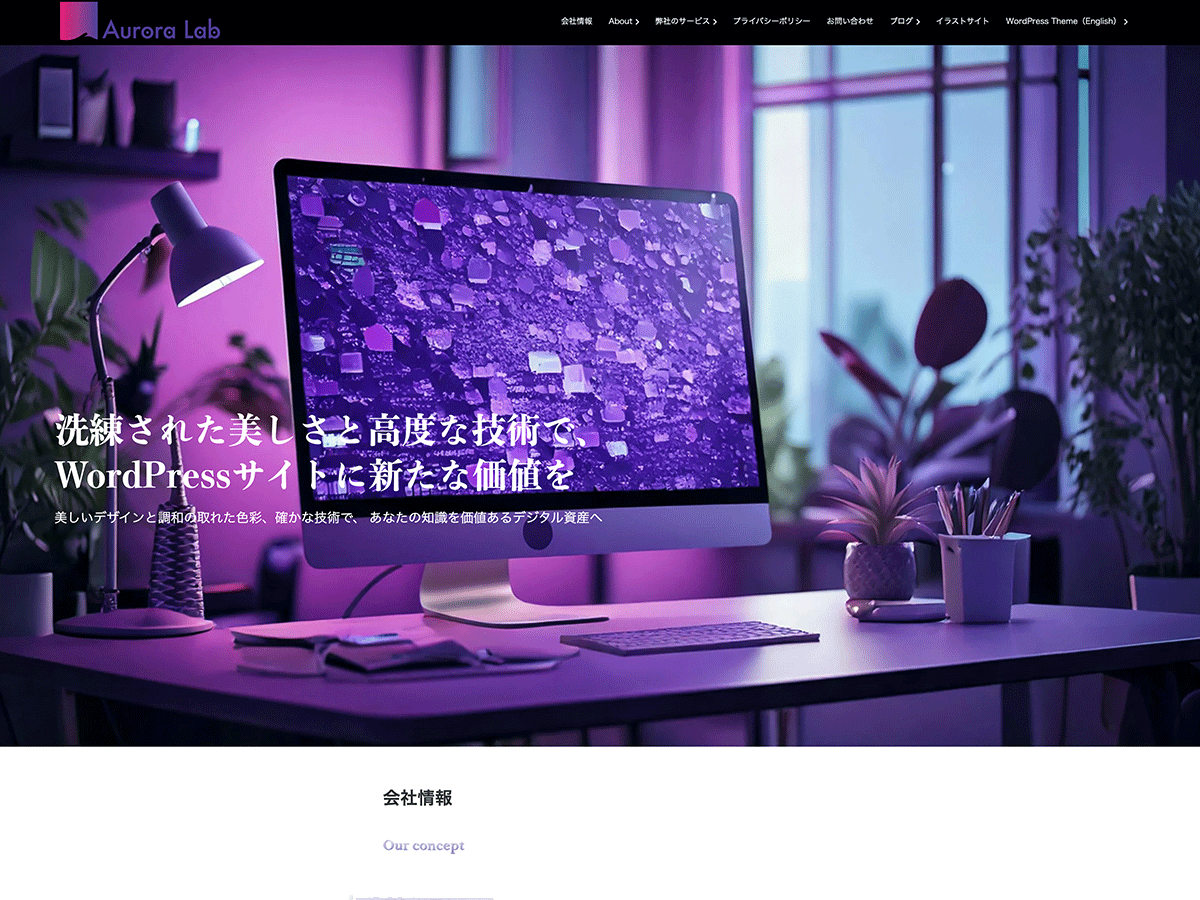 Aurora Lab
会社情報 About 弊社のサービス プライバシーポリシー お問い合わせ ブログ イラストサイト WordPress Theme（English）
洗練された美しさと高度な技術で、
WordPressサイトに新たな価値を
美しいデザインと調和の取れた色彩、確かな技術で、 あなたの知識を価値あるデジタル資産へ
会社情報
Our concept